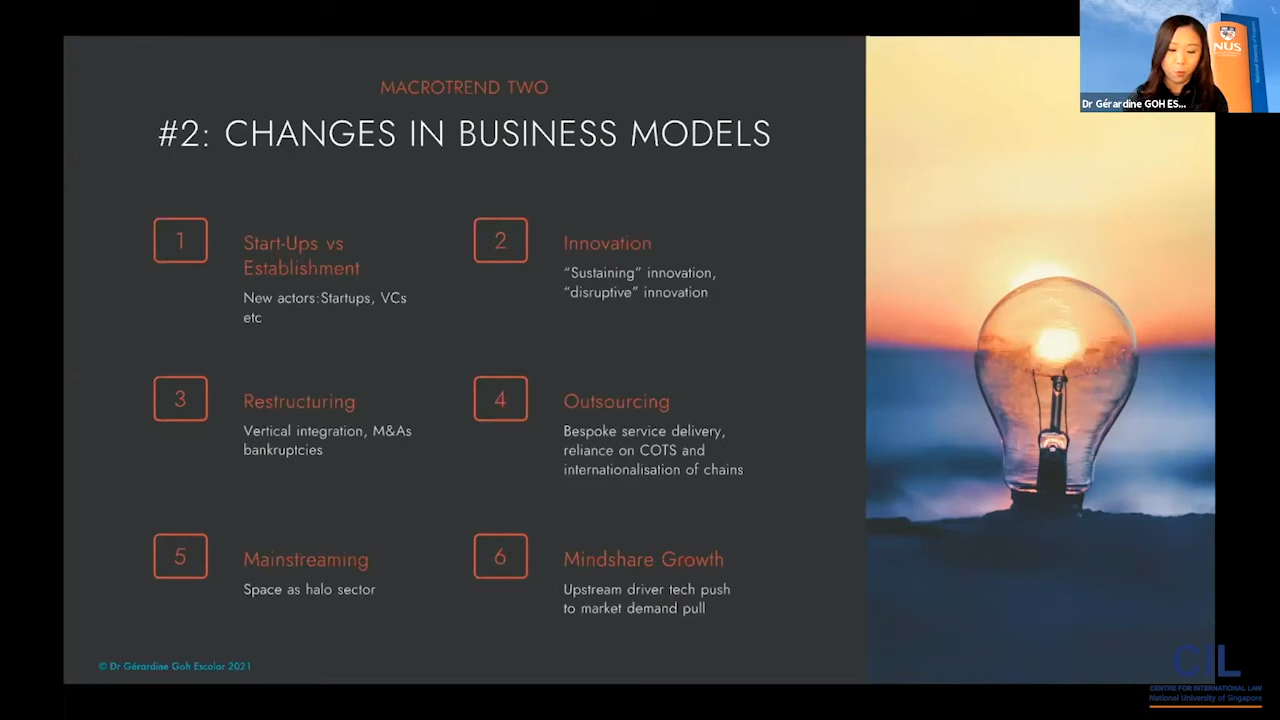 MACROTREND TWO
#2: CHANGES IN BUSINESS MODELS
1
Start-Ups vs
Establishment
New actors:Startups, VCs
etc
2
Innovation
“Sustaining” innovation,
“disruptive” innovation
3
Restructuring
Vertical integration, M&As
bankruptcies
4
Outsourcing
Bespoke service delivery,
reliance on COTS and
internationalisation of chains
5
Mainstreaming
Space as halo sector
6
Mindshare Growth
Upstream driver tech push
to market demand pull
© Dr Gérardine Goh Escolar 2021
NUS
Dr Gérardine GOH ES...
CIL
CENTRE FOR INTERNATIONAL LAW
National University of Singapore